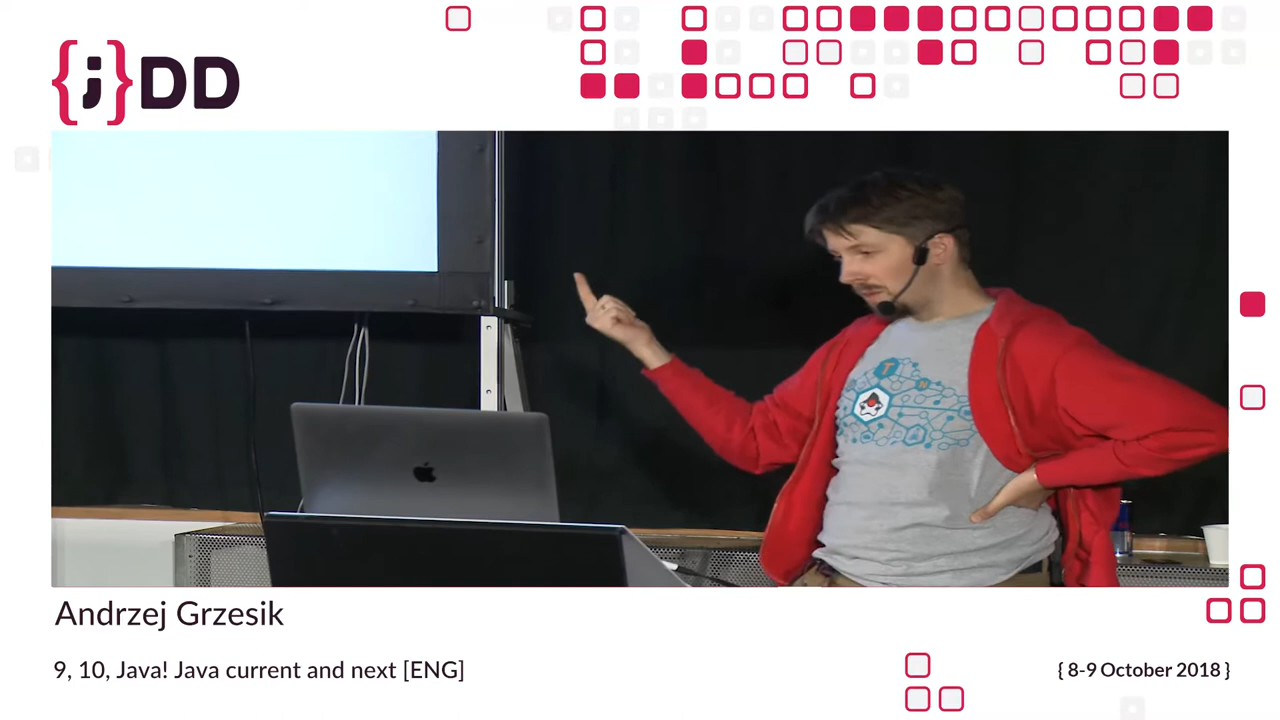 {j}DD
T
Andrzej Grzesik
9, 10, Java! Java current and next [ENG]
{ 8-9 October 2018 }